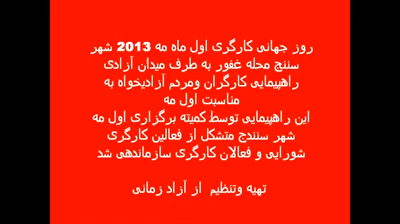 روز جهانی کارگری اول ماه مه 2013 شهر
سننج محله غفور به طرف میدان آزادی
راهپیمایی کارگران ومردم آزادیخواه به
مناسبت اول مه
این راهپیمایی توسط کمیته برگزاری اول مه
شهر سنندج متشکل از فعالین کارگری
شورایی و فعالان کارگری سازماندهی شد
تهیه وتنظیم از آزاد زمانی